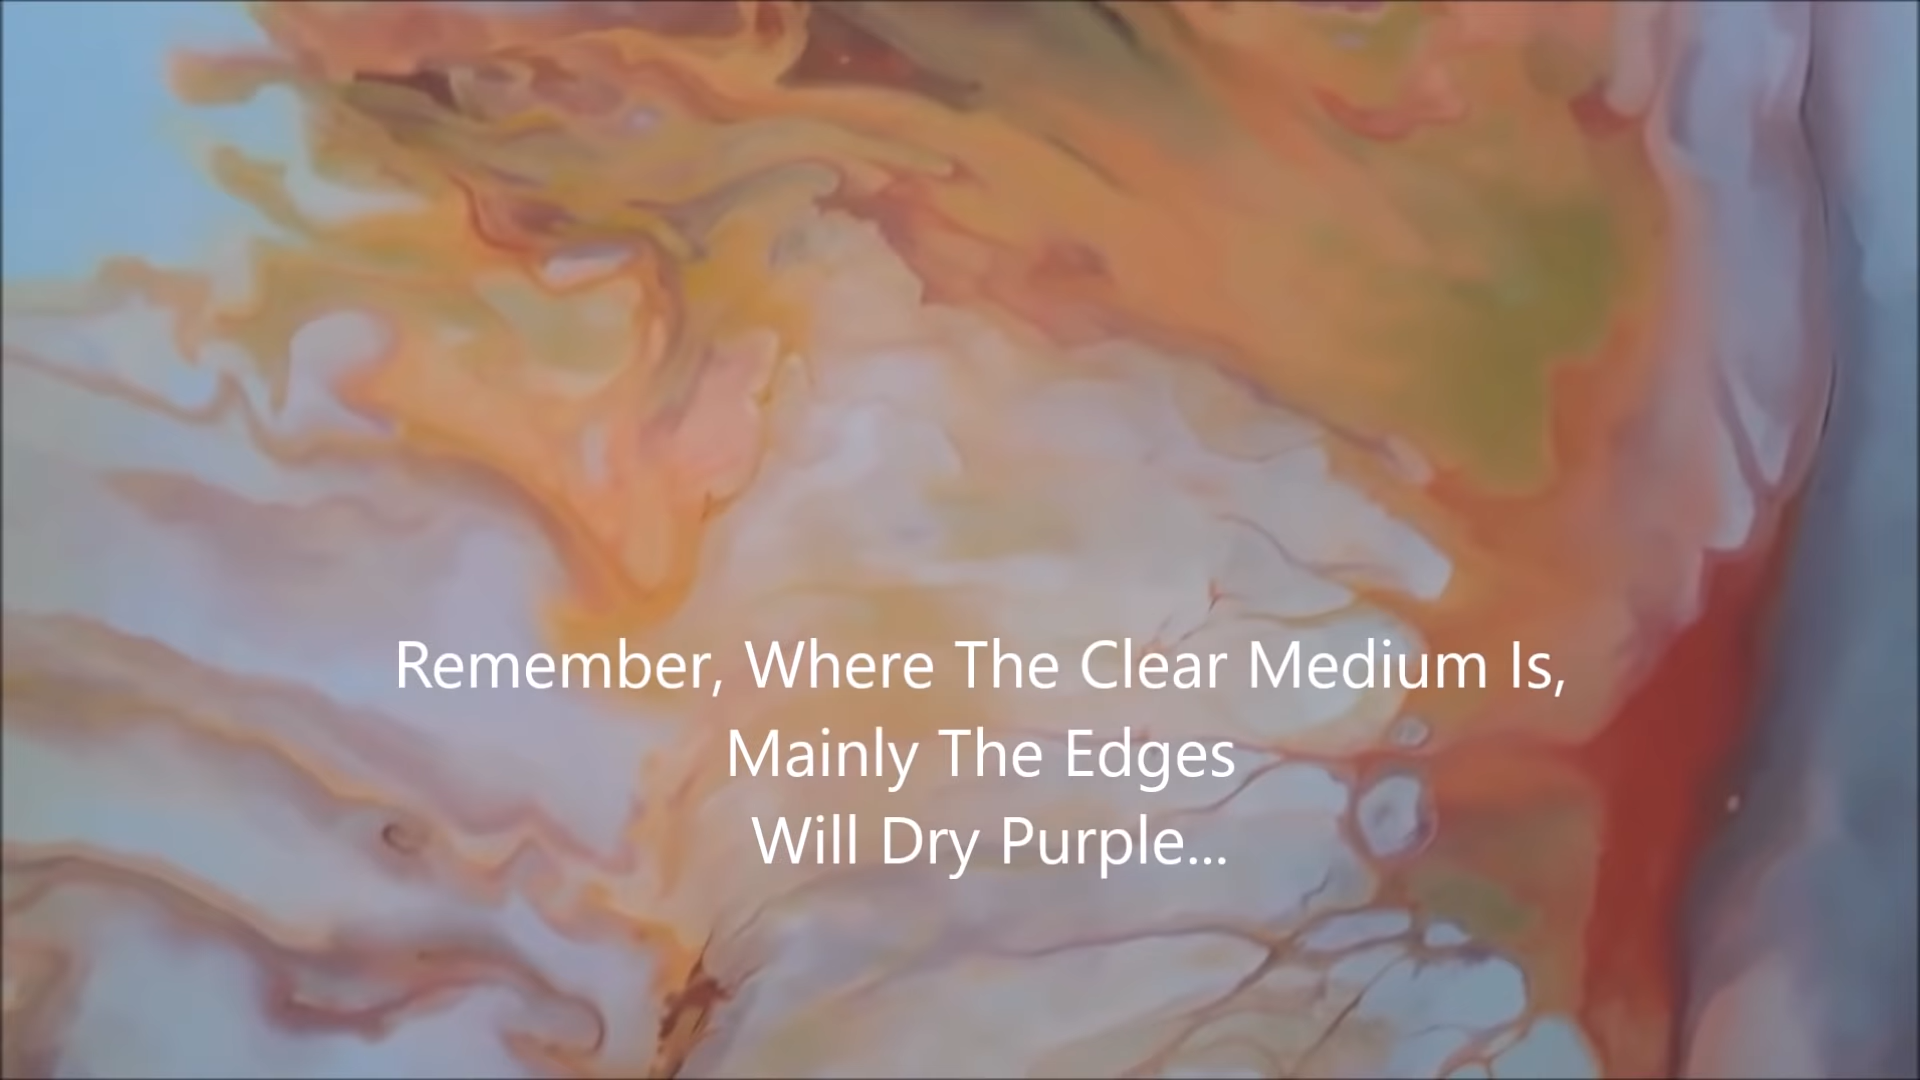 Remember, Where The Clear Medium Is,
Mainly The Edges
Will Dry Purple...